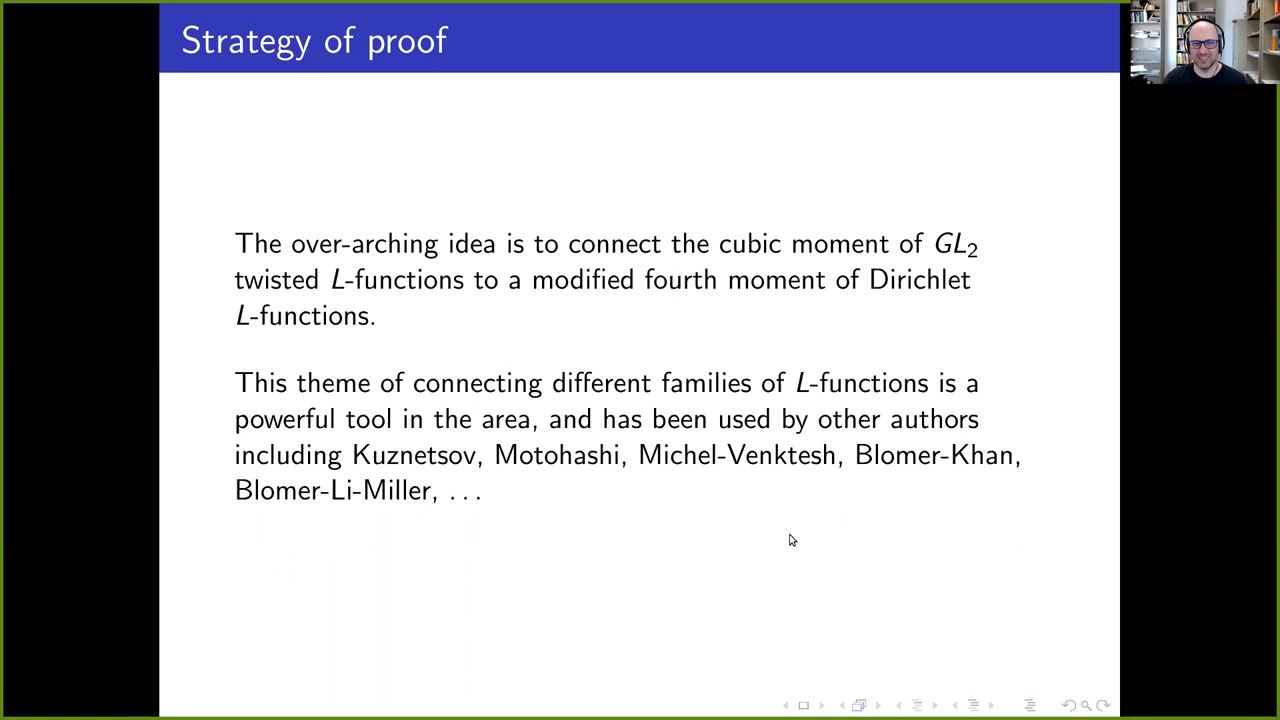 Strategy of proof
The over-arching idea is to connect the cubic moment of GL₂
twisted L-functions to a modified fourth moment of Dirichlet
L-functions.
This theme of connecting different families of L-functions is a
powerful tool in the area, and has been used by other authors
including Kuznetsov, Motohashi, Michel-Venktesh, Blomer-Khan,
Blomer-Li-Miller, ...